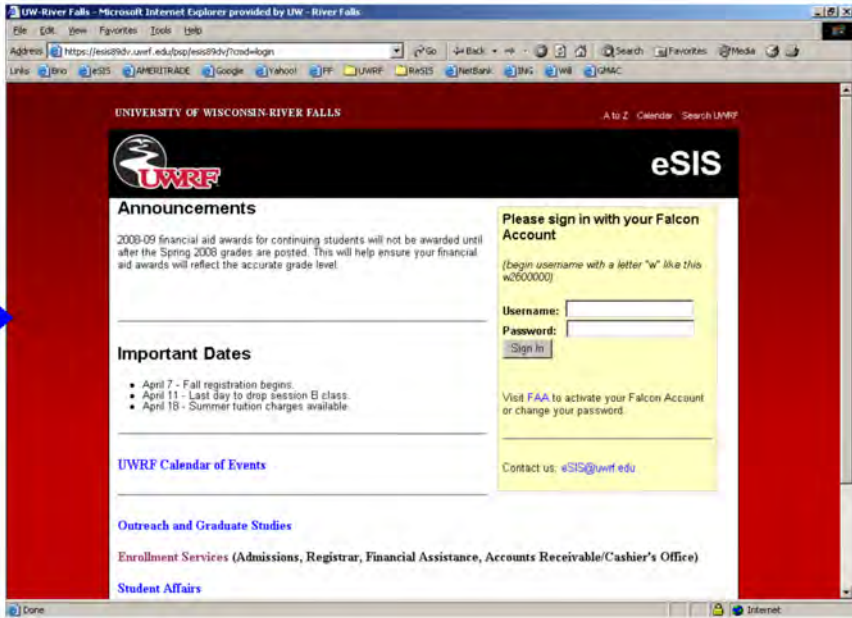 UW-River Falls - Microsoft Internet Explorer provided by UW - River Falls
File Edit View Favorites Tools Help
Address https://esis89dv.uwrf.edu/psp/esis89dv/?cmd=login Go Back Search Favorites Media
Links Brio eSIS AMERITRADE Google Yahoo! FF UWRF ReSIS NetBank ING Will GMAC
UNIVERSITY OF WISCONSIN-RIVER FALLS
A to Z Calendar Search UWRF
UWRF
eSIS
Announcements
2008-09 financial aid awards for continuing students will not be awarded until
after the Spring 2008 grades are posted. This will help ensure your financial
aid awards will reflect the accurate grade level.
Important Dates
April 7 - Fall registration begins.
April 11 - Last day to drop session B class.
April 18 - Summer tuition charges available
UWRF Calendar of Events
Please sign in with your Falcon
Account
(begin username with a letter "w" like this
w2600000)
Username:
Password:
Sign In
Visit FAA to activate your Falcon Account
or change your password.
Contact us: eSIS@uwrf.edu
Outreach and Graduate Studies
Enrollment Services (Admissions, Registrar, Financial Assistance, Accounts Receivable/Cashier's Office)
Student Affairs
Done
Internet